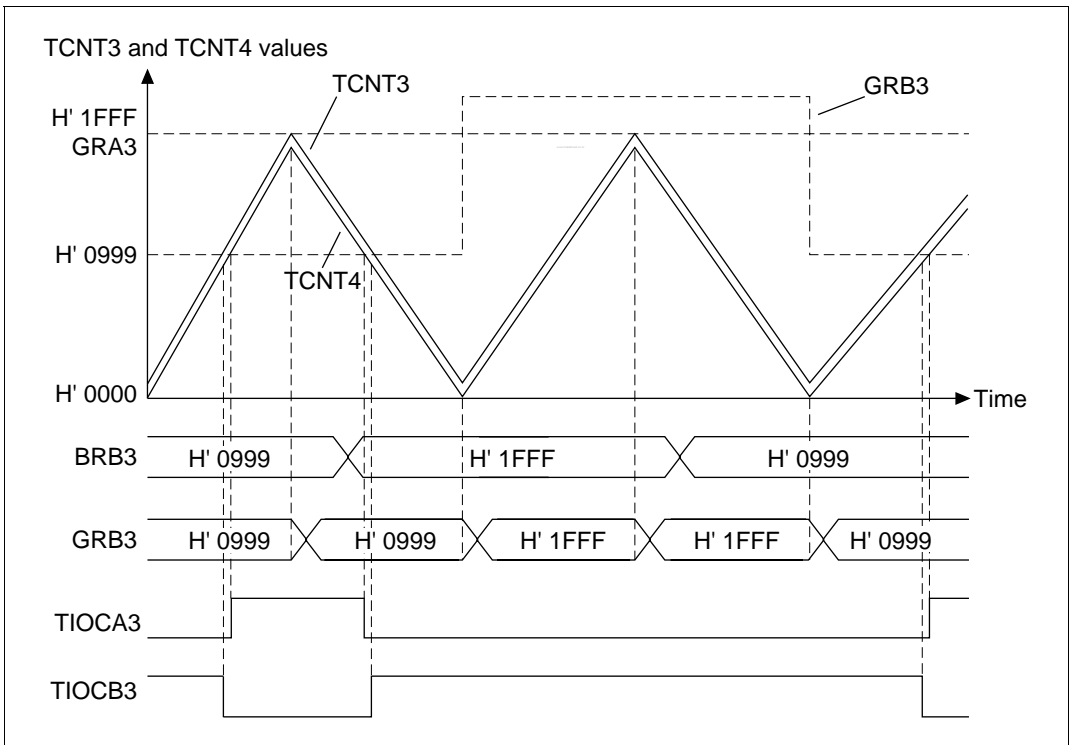 TCNT3 and TCNT4 values
TCNT3
GRB3
H' 1FFF
GRA3
H' 0999
TCNT4
H' 0000
Time
BRB3 H' 0999 H' 1FFF H' 0999
GRB3 H' 0999 H' 0999 H' 1FFF H' 1FFF H' 0999
TIOCA3
TIOCB3